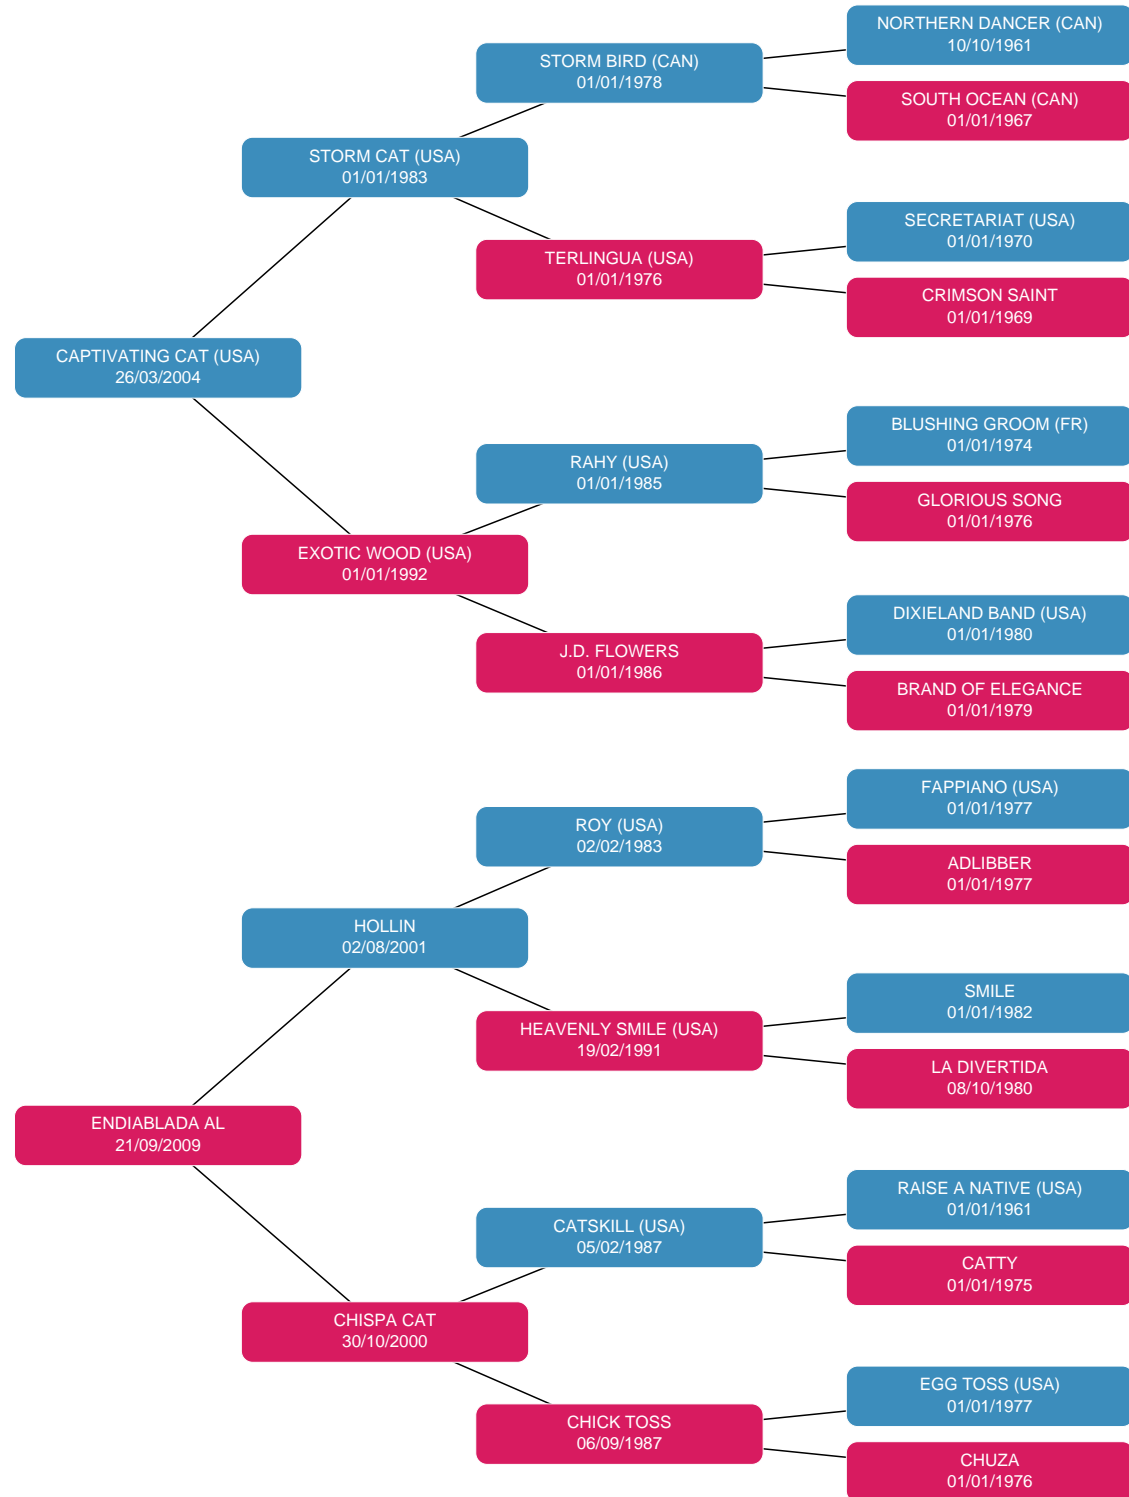 NORTHERN DANCER (CAN)
10/10/1961
STORM BIRD (CAN)
01/01/1978
SOUTH OCEAN (CAN)
01/01/1967
STORM CAT (USA)
01/01/1983
SECRETARIAT (USA)
01/01/1970
TERLINGUA (USA)
01/01/1976
CRIMSON SAINT
01/01/1969
CAPTIVATING CAT (USA)
26/03/2004
BLUSHING GROOM (FR)
01/01/1974
RAHY (USA)
01/01/1985
GLORIOUS SONG
01/01/1976
EXOTIC WOOD (USA)
01/01/1992
DIXIELAND BAND (USA)
01/01/1980
J.D. FLOWERS
01/01/1986
BRAND OF ELEGANCE
01/01/1979
FAPPIANO (USA)
01/01/1977
ROY (USA)
02/02/1983
ADLIBBER
01/01/1977
HOLLIN
02/08/2001
SMILE
01/01/1982
HEAVENLY SMILE (USA)
19/02/1991
LA DIVERTIDA
08/10/1980
ENDIABLADA AL
21/09/2009
RAISE A NATIVE (USA)
01/01/1961
CATSKILL (USA)
05/02/1987
CATTY
01/01/1975
CHISPA CAT
30/10/2000
EGG TOSS (USA)
01/01/1977
CHICK TOSS
06/09/1987
CHUZA
01/01/1976